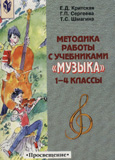 Е.Д. Критская
Г.П. Сергеева
Т.С. Шмагина
МЕТОДИКА
РАБОТЫ
С УЧЕБНИКАМИ
«МУЗЫКА»
1–4 КЛАССЫ
«Просвещение»